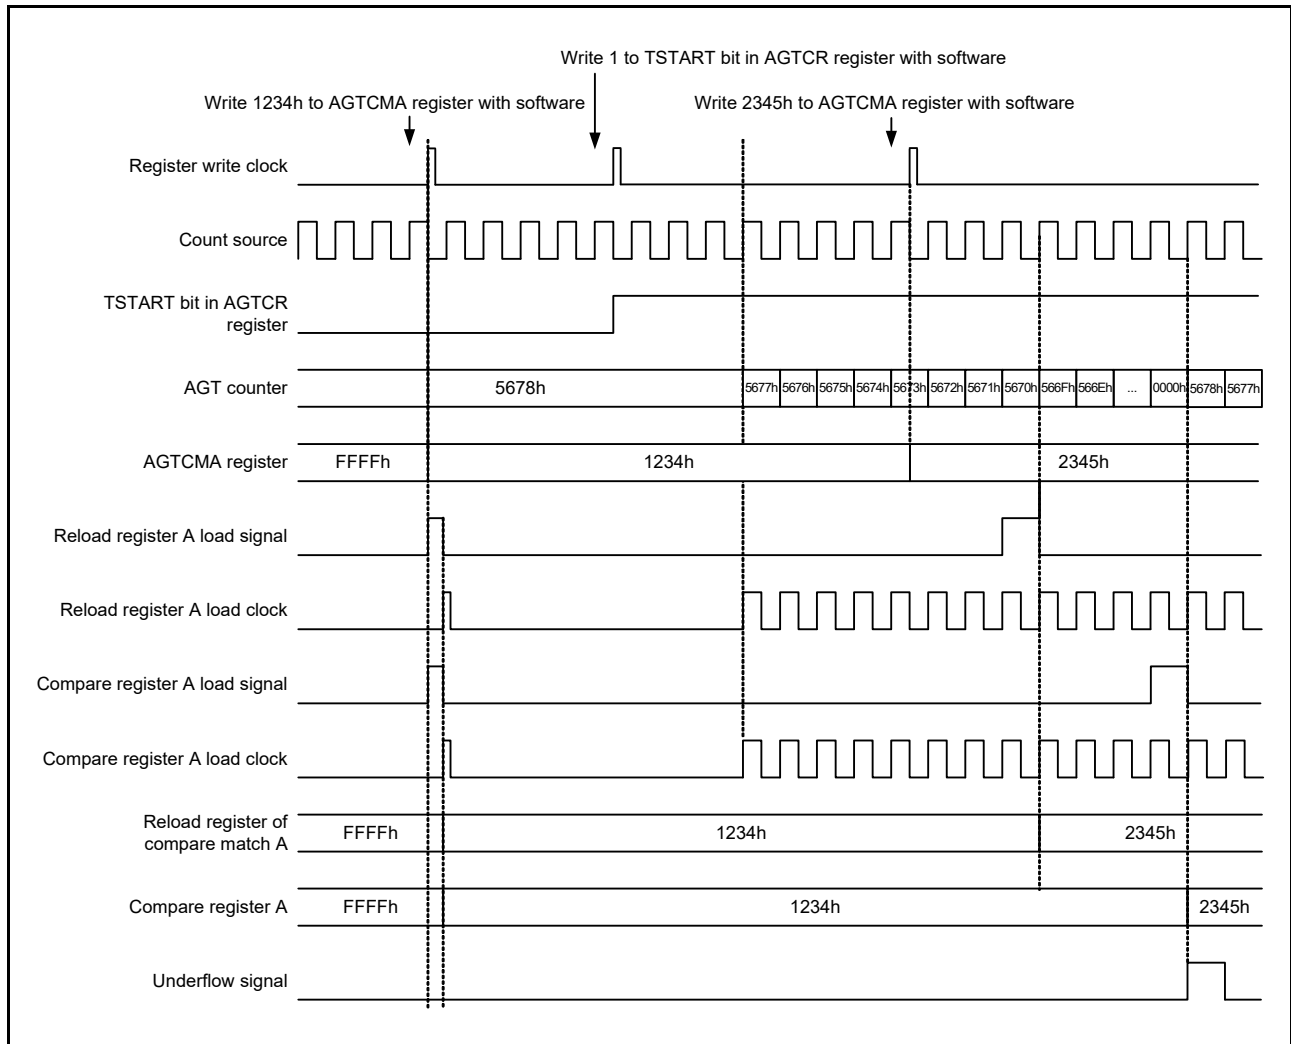 Write 1 to TSTART bit in AGTCR register with software
Write 1234h to AGTCMA register with software
Write 2345h to AGTCMA register with software
Register write clock
Count source
TSTART bit in AGTCR
register
AGT counter
5678h
5677h
5676h
5675h
5674h
5673h
5672h
5671h
5670h
566Fh
566Eh
...
0000h
5678h
5677h
AGTCMA register
FFFFh
1234h
2345h
Reload register A load signal
Reload register A load clock
Compare register A load signal
Compare register A load clock
Reload register of
compare match A
FFFFh
1234h
2345h
Compare register A
FFFFh
1234h
2345h
Underflow signal